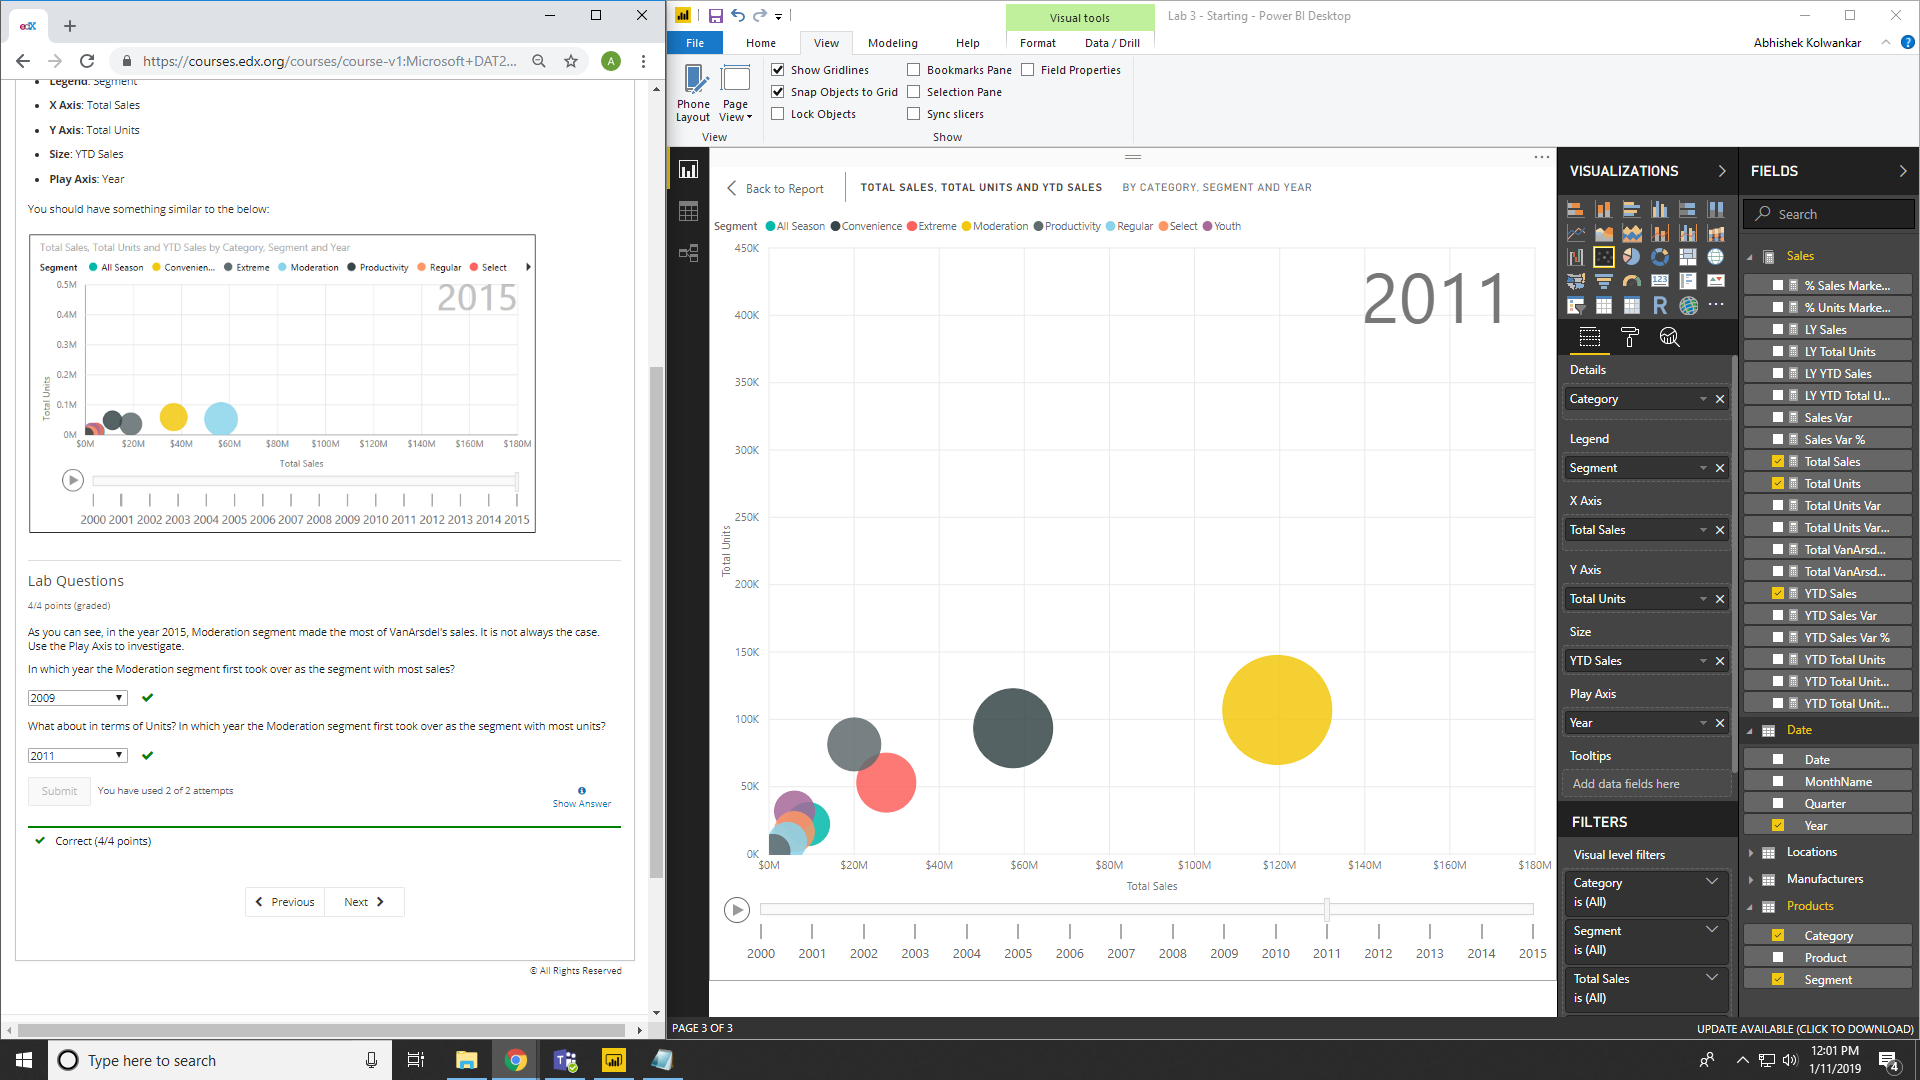 edX
https://courses.edx.org/courses/course-v1:Microsoft+DAT2...
A
Legend: Segment
X Axis: Total Sales
Y Axis: Total Units
Size: YTD Sales
Play Axis: Year
You should have something similar to the below:
Total Sales, Total Units and YTD Sales by Category, Segment and Year
Segment All Season Convenien... Extreme Moderation Productivity Regular Select
2015
0.5M
0.4M
0.3M
0.2M
0.1M
0M
Total Units
$0M $20M $40M $60M $80M $100M $120M $140M $160M $180M
Total Sales
2000 2001 2002 2003 2004 2005 2006 2007 2008 2009 2010 2011 2012 2013 2014 2015
Lab Questions
4/4 points (graded)
As you can see, in the year 2015, Moderation segment made the most of VanArsdel's sales. It is not always the case.
Use the Play Axis to investigate.
In which year the Moderation segment first took over as the segment with most sales?
2009
What about in terms of Units? In which year the Moderation segment first took over as the segment with most units?
2011
Submit You have used 2 of 2 attempts
Show Answer
Correct (4/4 points)
Previous Next
© All Rights Reserved
Visual tools
Lab 3 - Starting - Power BI Desktop
File Home View Modeling Help Format Data / Drill
Abhishek Kolwankar
Phone Layout
Page View
View
Show Gridlines
Snap Objects to Grid
Lock Objects
Bookmarks Pane
Selection Pane
Sync slicers
Field Properties
Show
Back to Report
TOTAL SALES, TOTAL UNITS AND YTD SALES BY CATEGORY, SEGMENT AND YEAR
Segment All Season Convenience Extreme Moderation Productivity Regular Select Youth
2011
450K
400K
350K
300K
250K
200K
150K
100K
50K
0K
Total Units
$0M $20M $40M $60M $80M $100M $120M $140M $160M $180M
Total Sales
2000 2001 2002 2003 2004 2005 2006 2007 2008 2009 2010 2011 2012 2013 2014 2015
PAGE 3 OF 3
UPDATE AVAILABLE (CLICK TO DOWNLOAD)
VISUALIZATIONS
123
R
Details
Category
Legend
Segment
X Axis
Total Sales
Y Axis
Total Units
Size
YTD Sales
Play Axis
Year
Tooltips
Add data fields here
FILTERS
Visual level filters
Category
is (All)
Segment
is (All)
Total Sales
is (All)
FIELDS
Search
Sales
% Sales Marke...
% Units Marke...
LY Sales
LY Total Units
LY YTD Sales
LY YTD Total U...
Sales Var
Sales Var %
Total Sales
Total Units
Total Units Var
Total Units Var...
Total VanArsd...
Total VanArsd...
YTD Sales
YTD Sales Var
YTD Sales Var %
YTD Total Units
YTD Total Unit...
YTD Total Unit...
Date
Date
MonthName
Quarter
Year
Locations
Manufacturers
Products
Category
Product
Segment
Type here to search
12:01 PM
1/11/2019
4